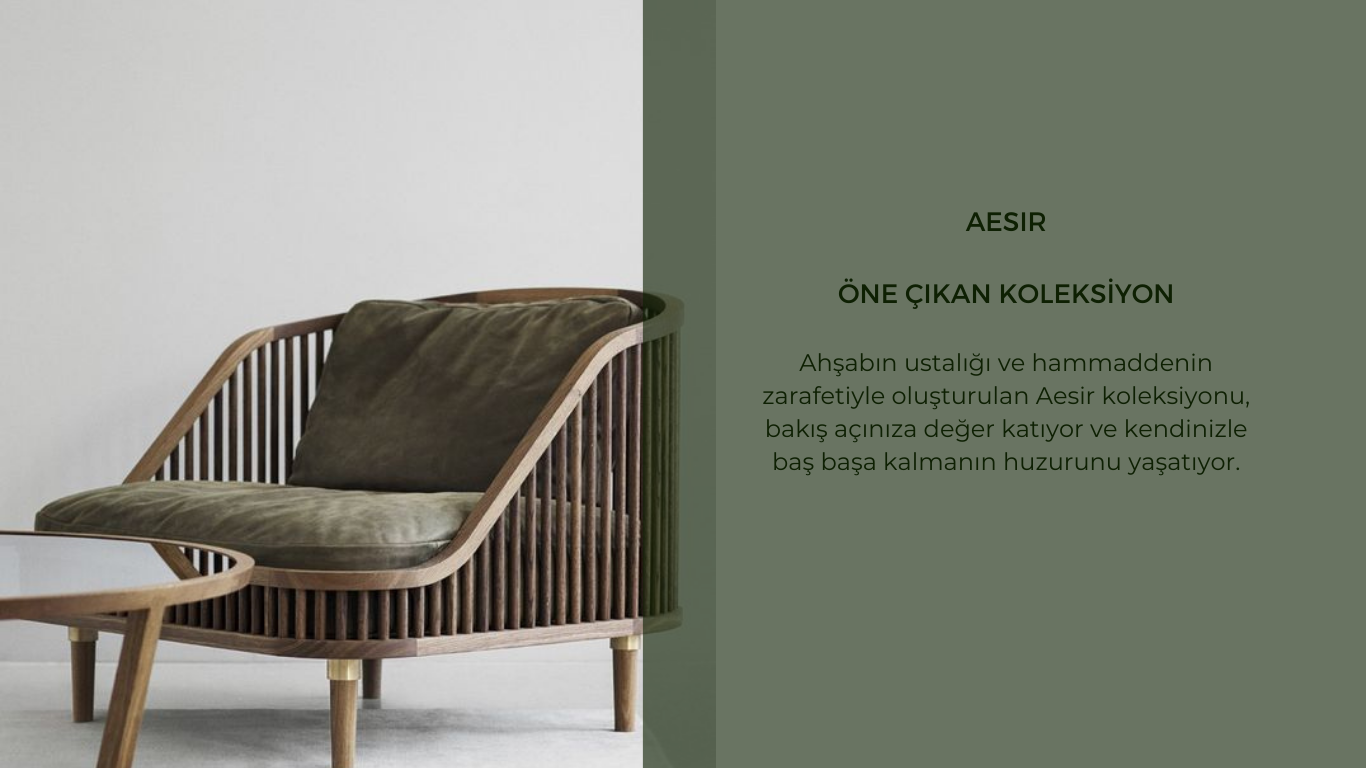 AESIR
ÖNE ÇIKAN KOLEKSİYON
Ahşabın ustalığı ve hammaddenin
zarafetiyle oluşturulan Aesir koleksiyonu,
bakış açınıza değer katıyor ve kendinizle
baş başa kalmanın huzurunu yaşatıyor.